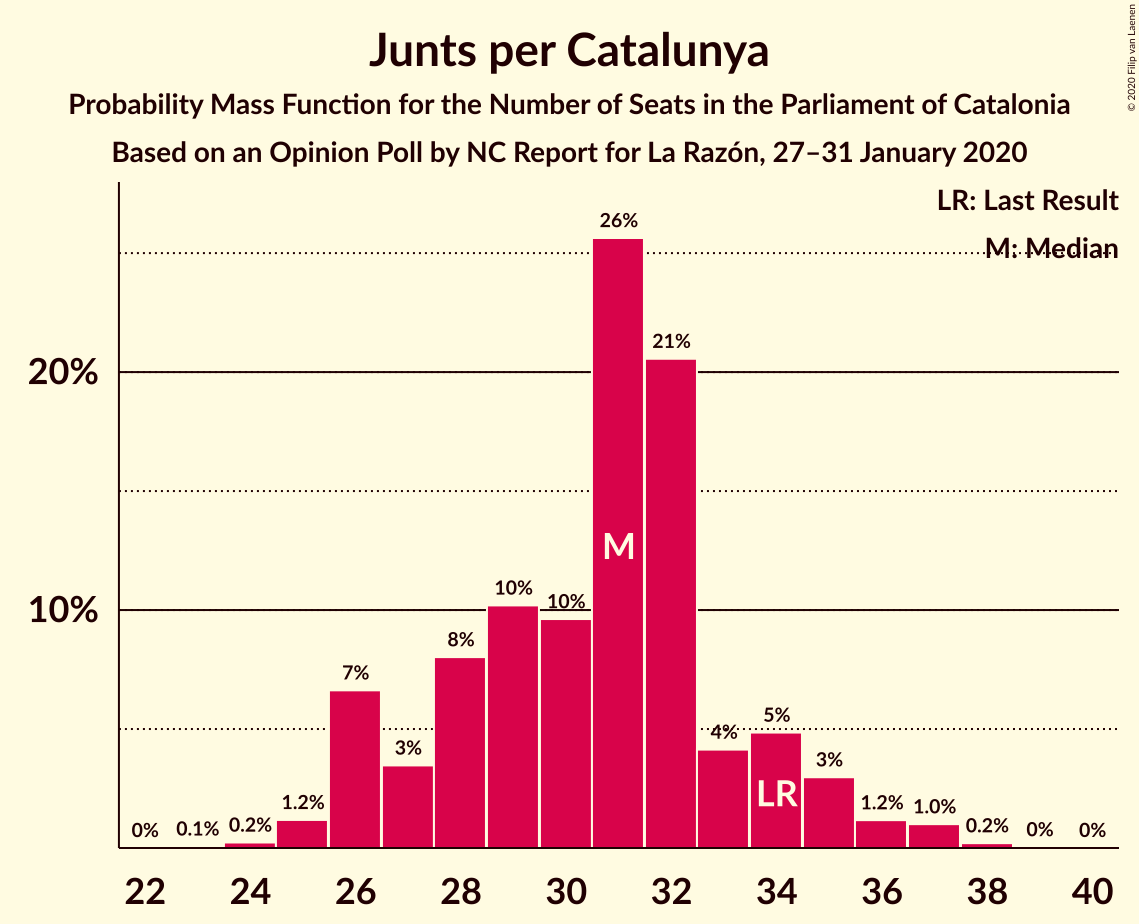 Junts per Catalunya
Probability Mass Function for the Number of Seats in the Parliament of Catalonia
Based on an Opinion Poll by NC Report for La Razón, 27–31 January 2020
© 2020 Filip van Laenen
LR: Last Result
M: Median
26%
21%
20%
M
10%
10%
10%
8%
7%
5%
4%
3%
3%
LR
1.2%
1.2%
1.0%
0%
0.1%
0.2%
0.2%
0%
0%
22 24 26 28 30 32 34 36 38 40